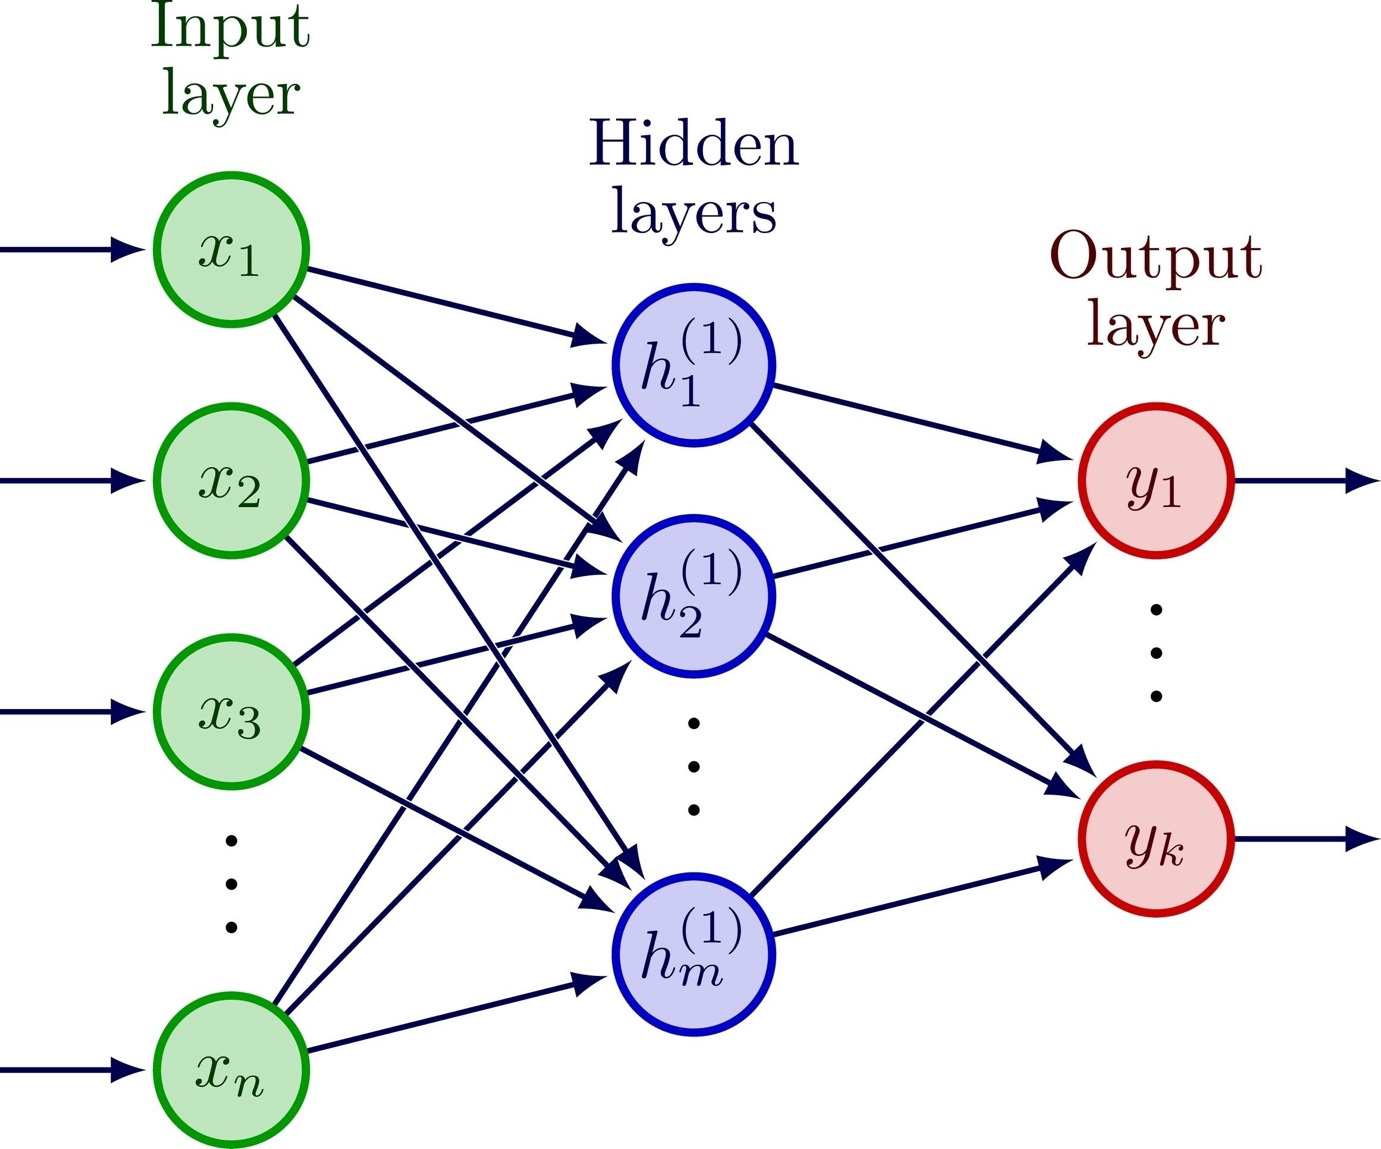 Input
layer
Hidden
layers
Output
layer
x₁
x₂
x₃
xₙ
h₁⁽¹⁾
h₂⁽¹⁾
hₘ⁽¹⁾
y₁
yₖ